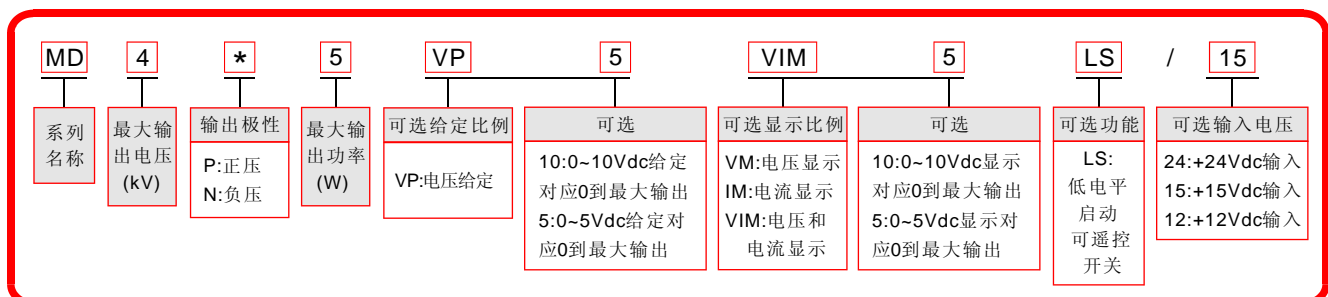 MD 4 * 5 VP 5 VIM 5 LS / 15
系列
名称
最大输
出电压
(kV)
输出极性
P:正压
N:负压
最大输
出功率
(W)
可选给定比例
VP:电压给定
可选
10:0~10Vdc给定
对应0到最大输出
5:0~5Vdc给定对
应0到最大输出
可选显示比例
VM:电压显示
IM:电流显示
VIM:电压和
电流显示
可选
10:0~10Vdc显示
对应0到最大输出
5:0~5Vdc显示对
应0到最大输出
可选功能
LS:
低电平
启动
可遥控
开关
可选输入电压
24:+24Vdc输入
15:+15Vdc输入
12:+12Vdc输入